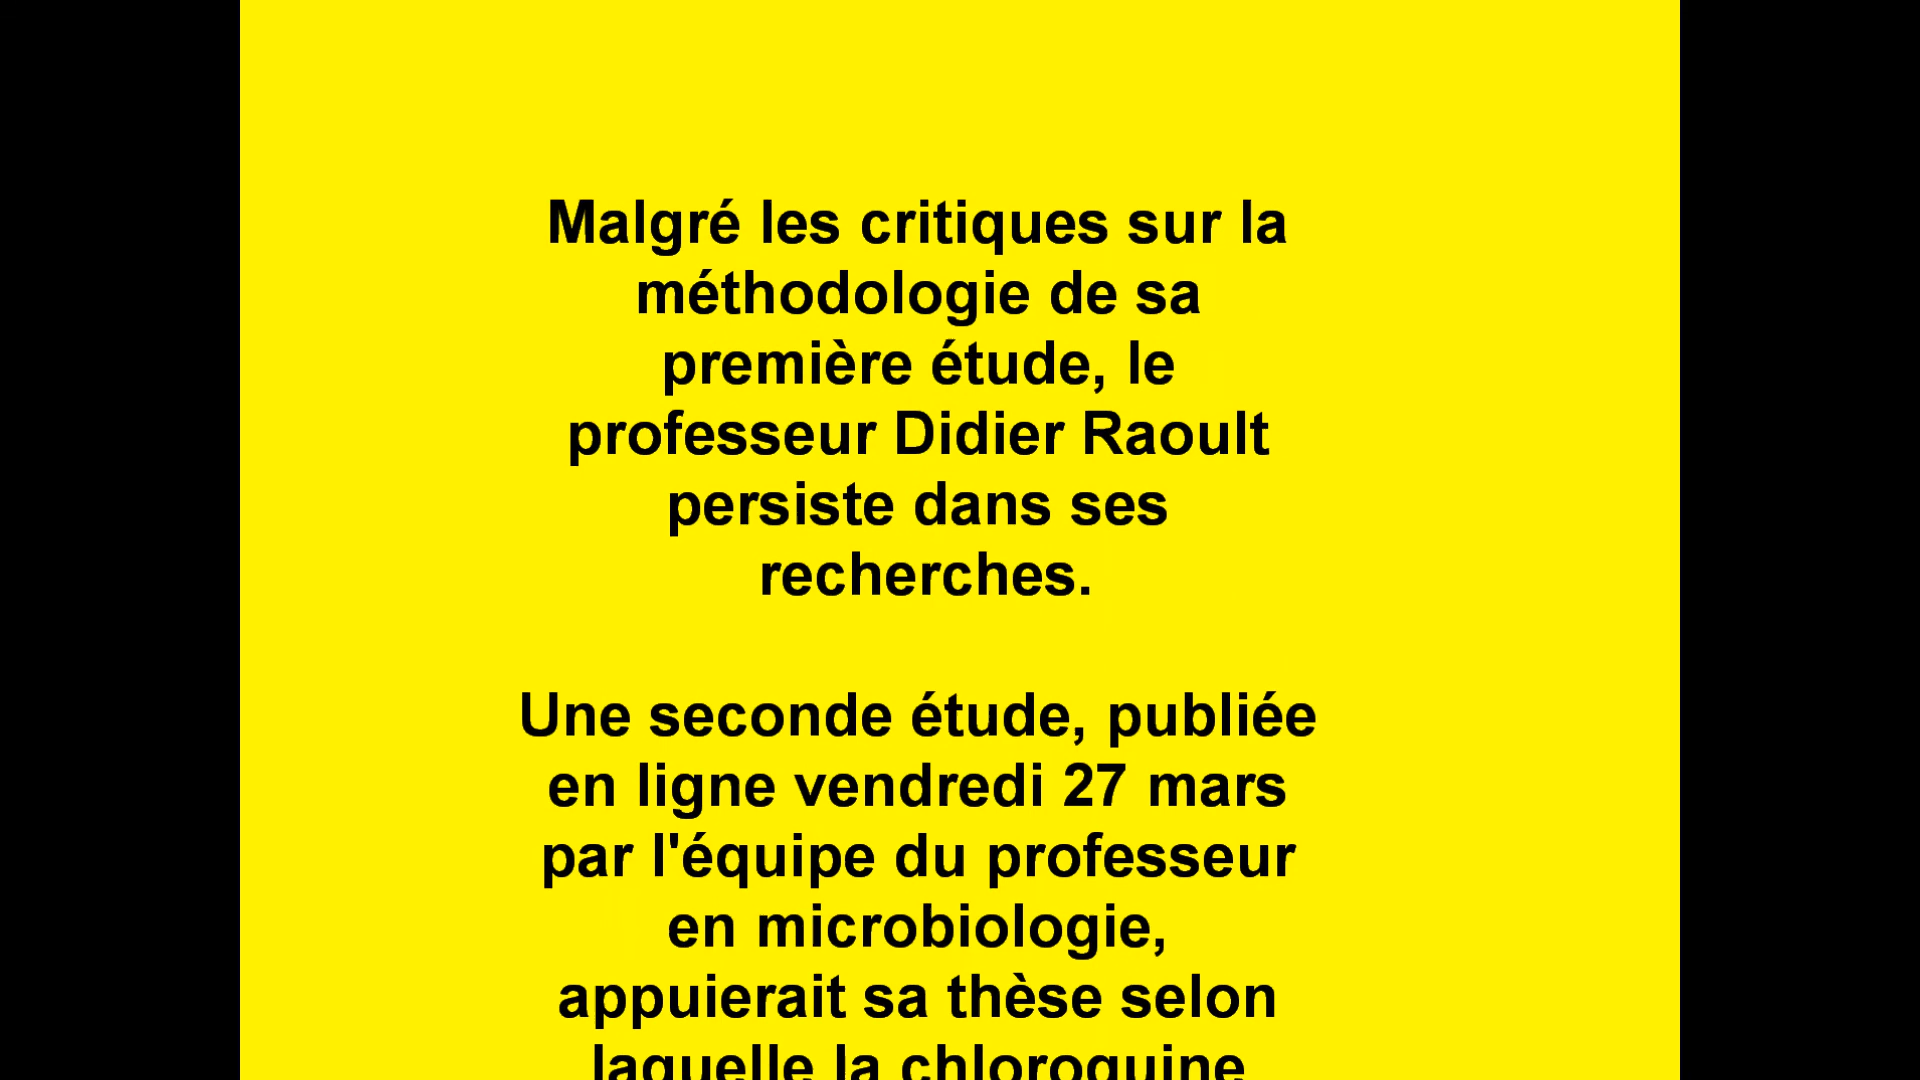 Malgré les critiques sur la
méthodologie de sa
première étude, le
professeur Didier Raoult
persiste dans ses
recherches.
Une seconde étude, publiée
en ligne vendredi 27 mars
par l'équipe du professeur
en microbiologie,
appuierait sa thèse selon
laquelle la chloroquine